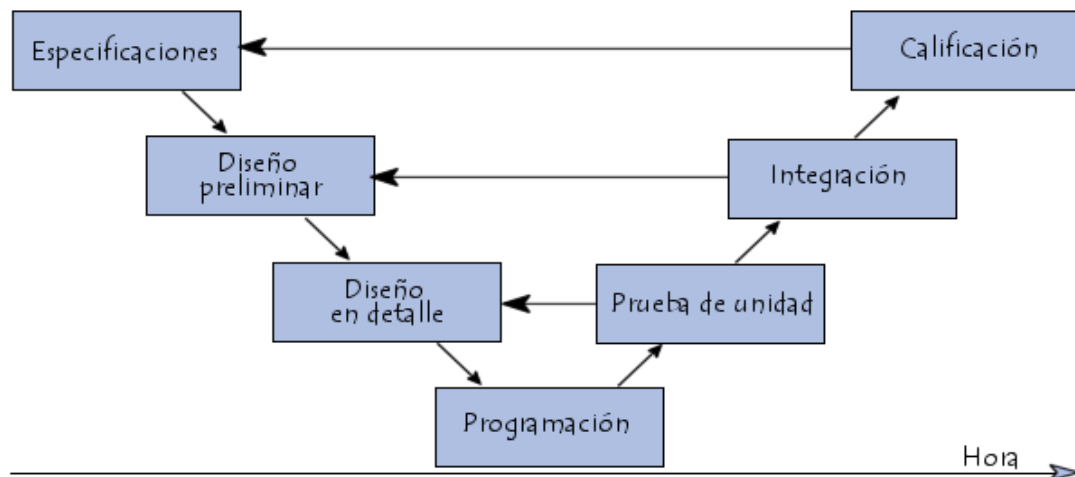 Especificaciones
Calificación
Diseño
preliminar
Integración
Diseño
en detalle
Prueba de unidad
Programación
Hora